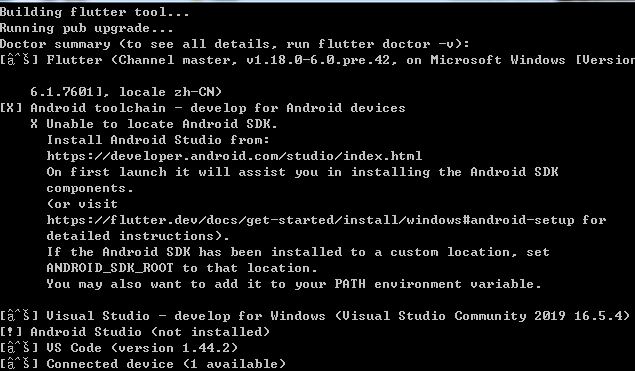 Building flutter tool...
Running pub upgrade...
Doctor summary (to see all details, run flutter doctor -v):
[âˆš] Flutter (Channel master, v1.18.0-6.0.pre.42, on Microsoft Windows [Version
6.1.7601], locale zh-CN)
[X] Android toolchain - develop for Android devices
X Unable to locate Android SDK.
Install Android Studio from:
https://developer.android.com/studio/index.html
On first launch it will assist you in installing the Android SDK
components.
(or visit
https://flutter.dev/docs/get-started/install/windows#android-setup for
detailed instructions).
If the Android SDK has been installed to a custom location, set
ANDROID_SDK_ROOT to that location.
You may also want to add it to your PATH environment variable.
[âˆš] Visual Studio - develop for Windows (Visual Studio Community 2019 16.5.4)
[!] Android Studio (not installed)
[âˆš] VS Code (version 1.44.2)
[âˆš] Connected device (1 available)